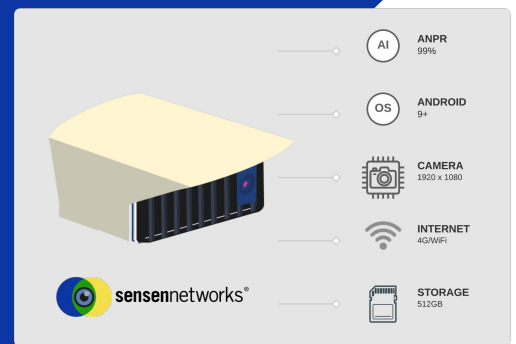 AI
ANPR
99%
OS
ANDROID
9+
CAMERA
1920 x 1080
INTERNET
4G/WiFi
sensennetworks®
STORAGE
512GB